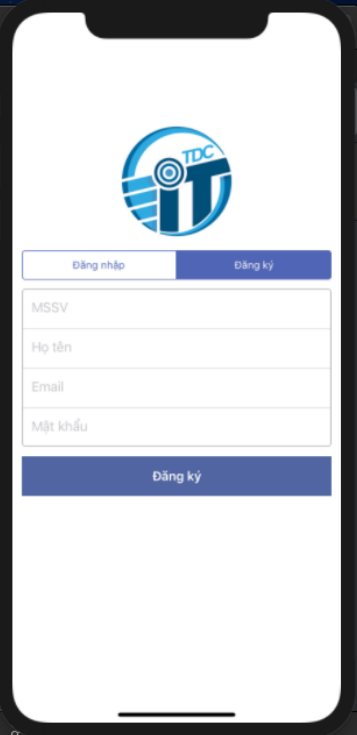 TDC
iT
Đăng nhập Đăng ký
MSSV
Họ tên
Email
Mật khẩu
Đăng ký